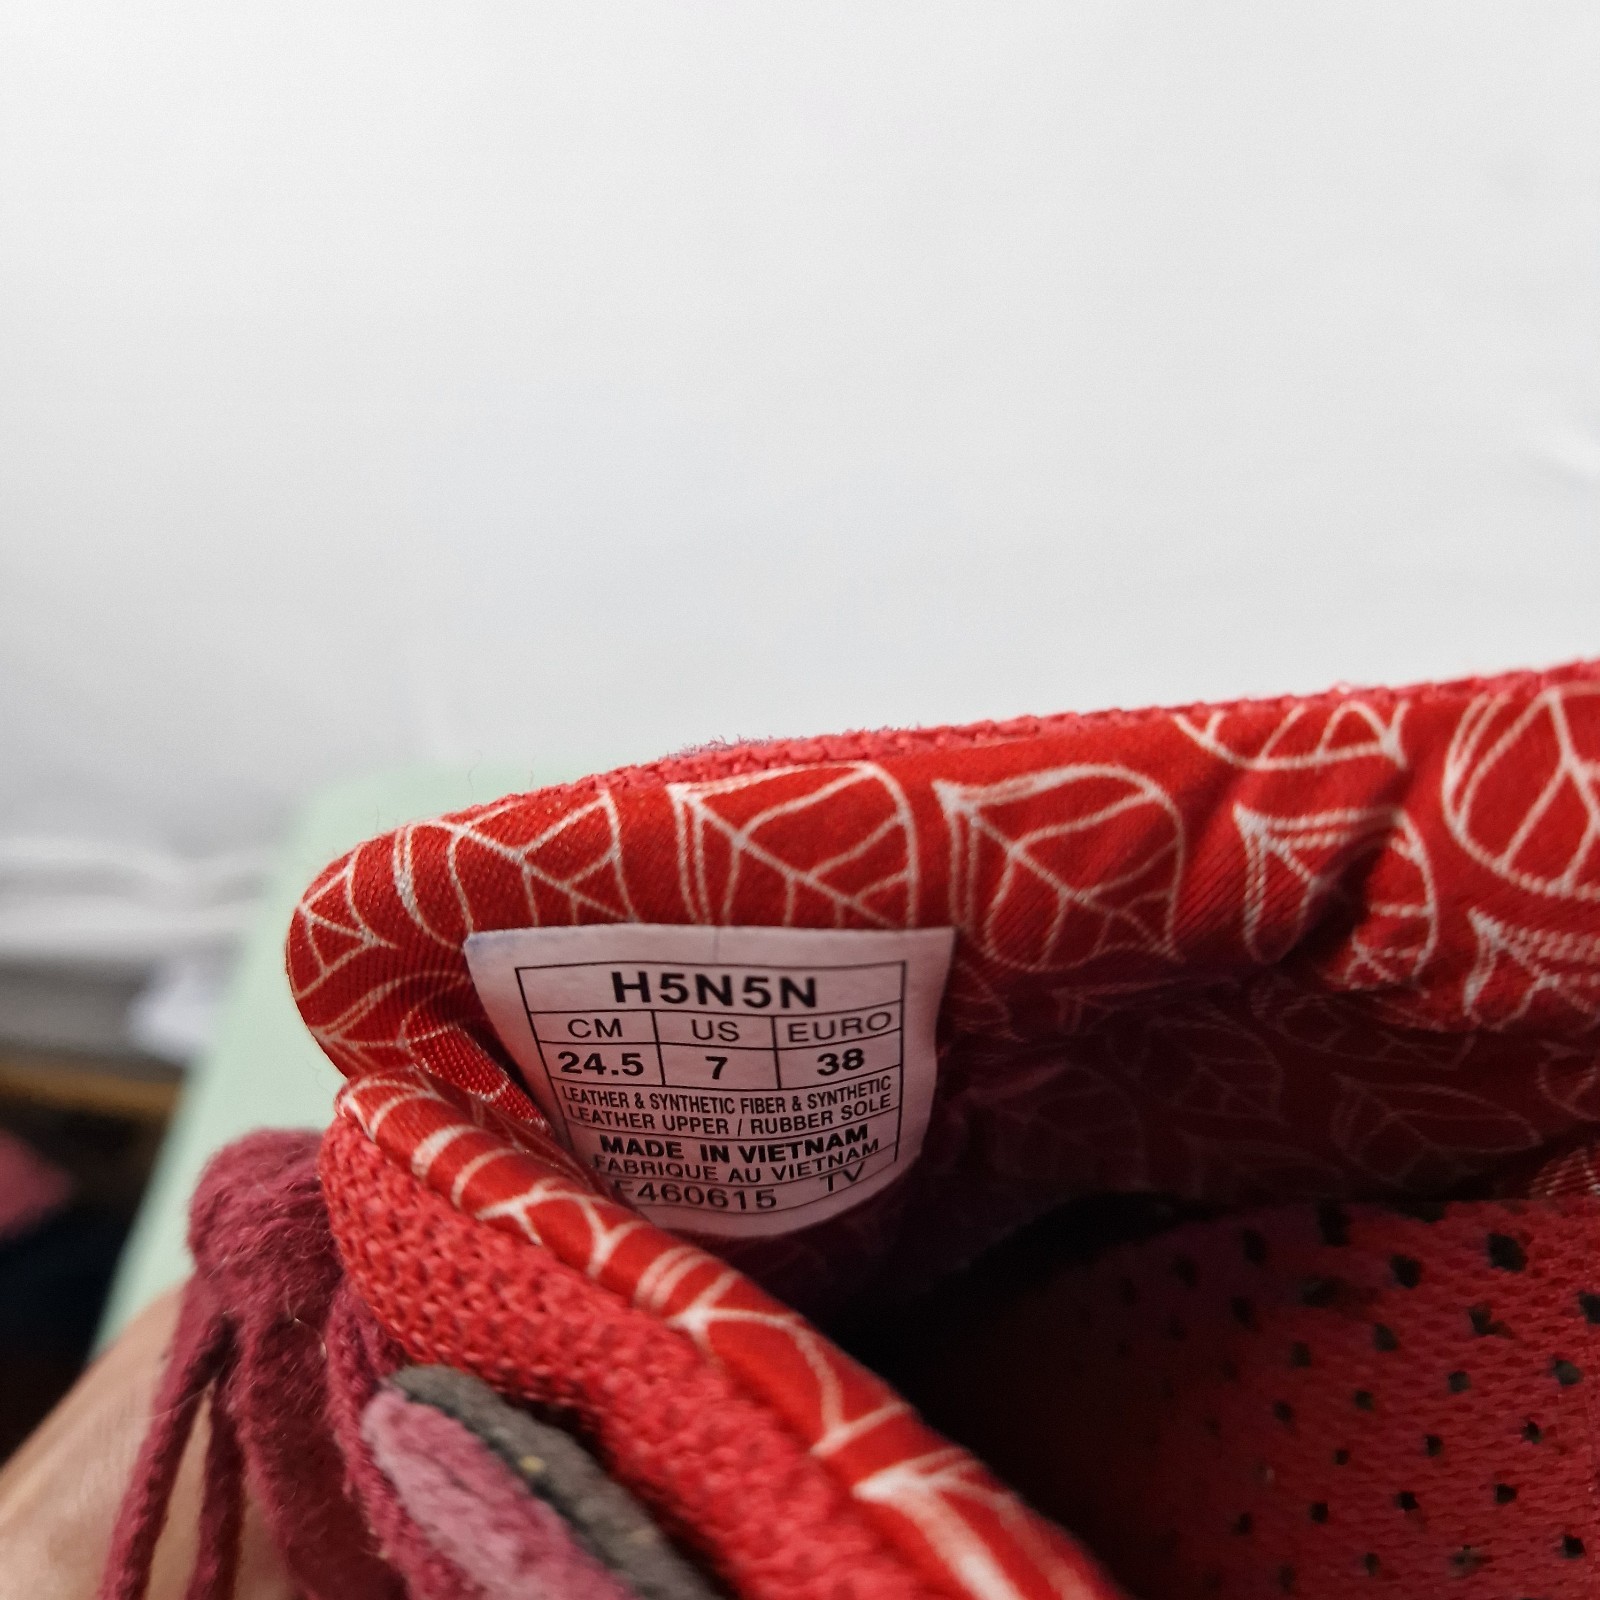 H5N5N
CM US EURO
24.5 7 38
LEATHER & SYNTHETIC FIBER & SYNTHETIC
LEATHER UPPER / RUBBER SOLE
MADE IN VIETNAM
FABRIQUE AU VIETNAM
F460615 TV